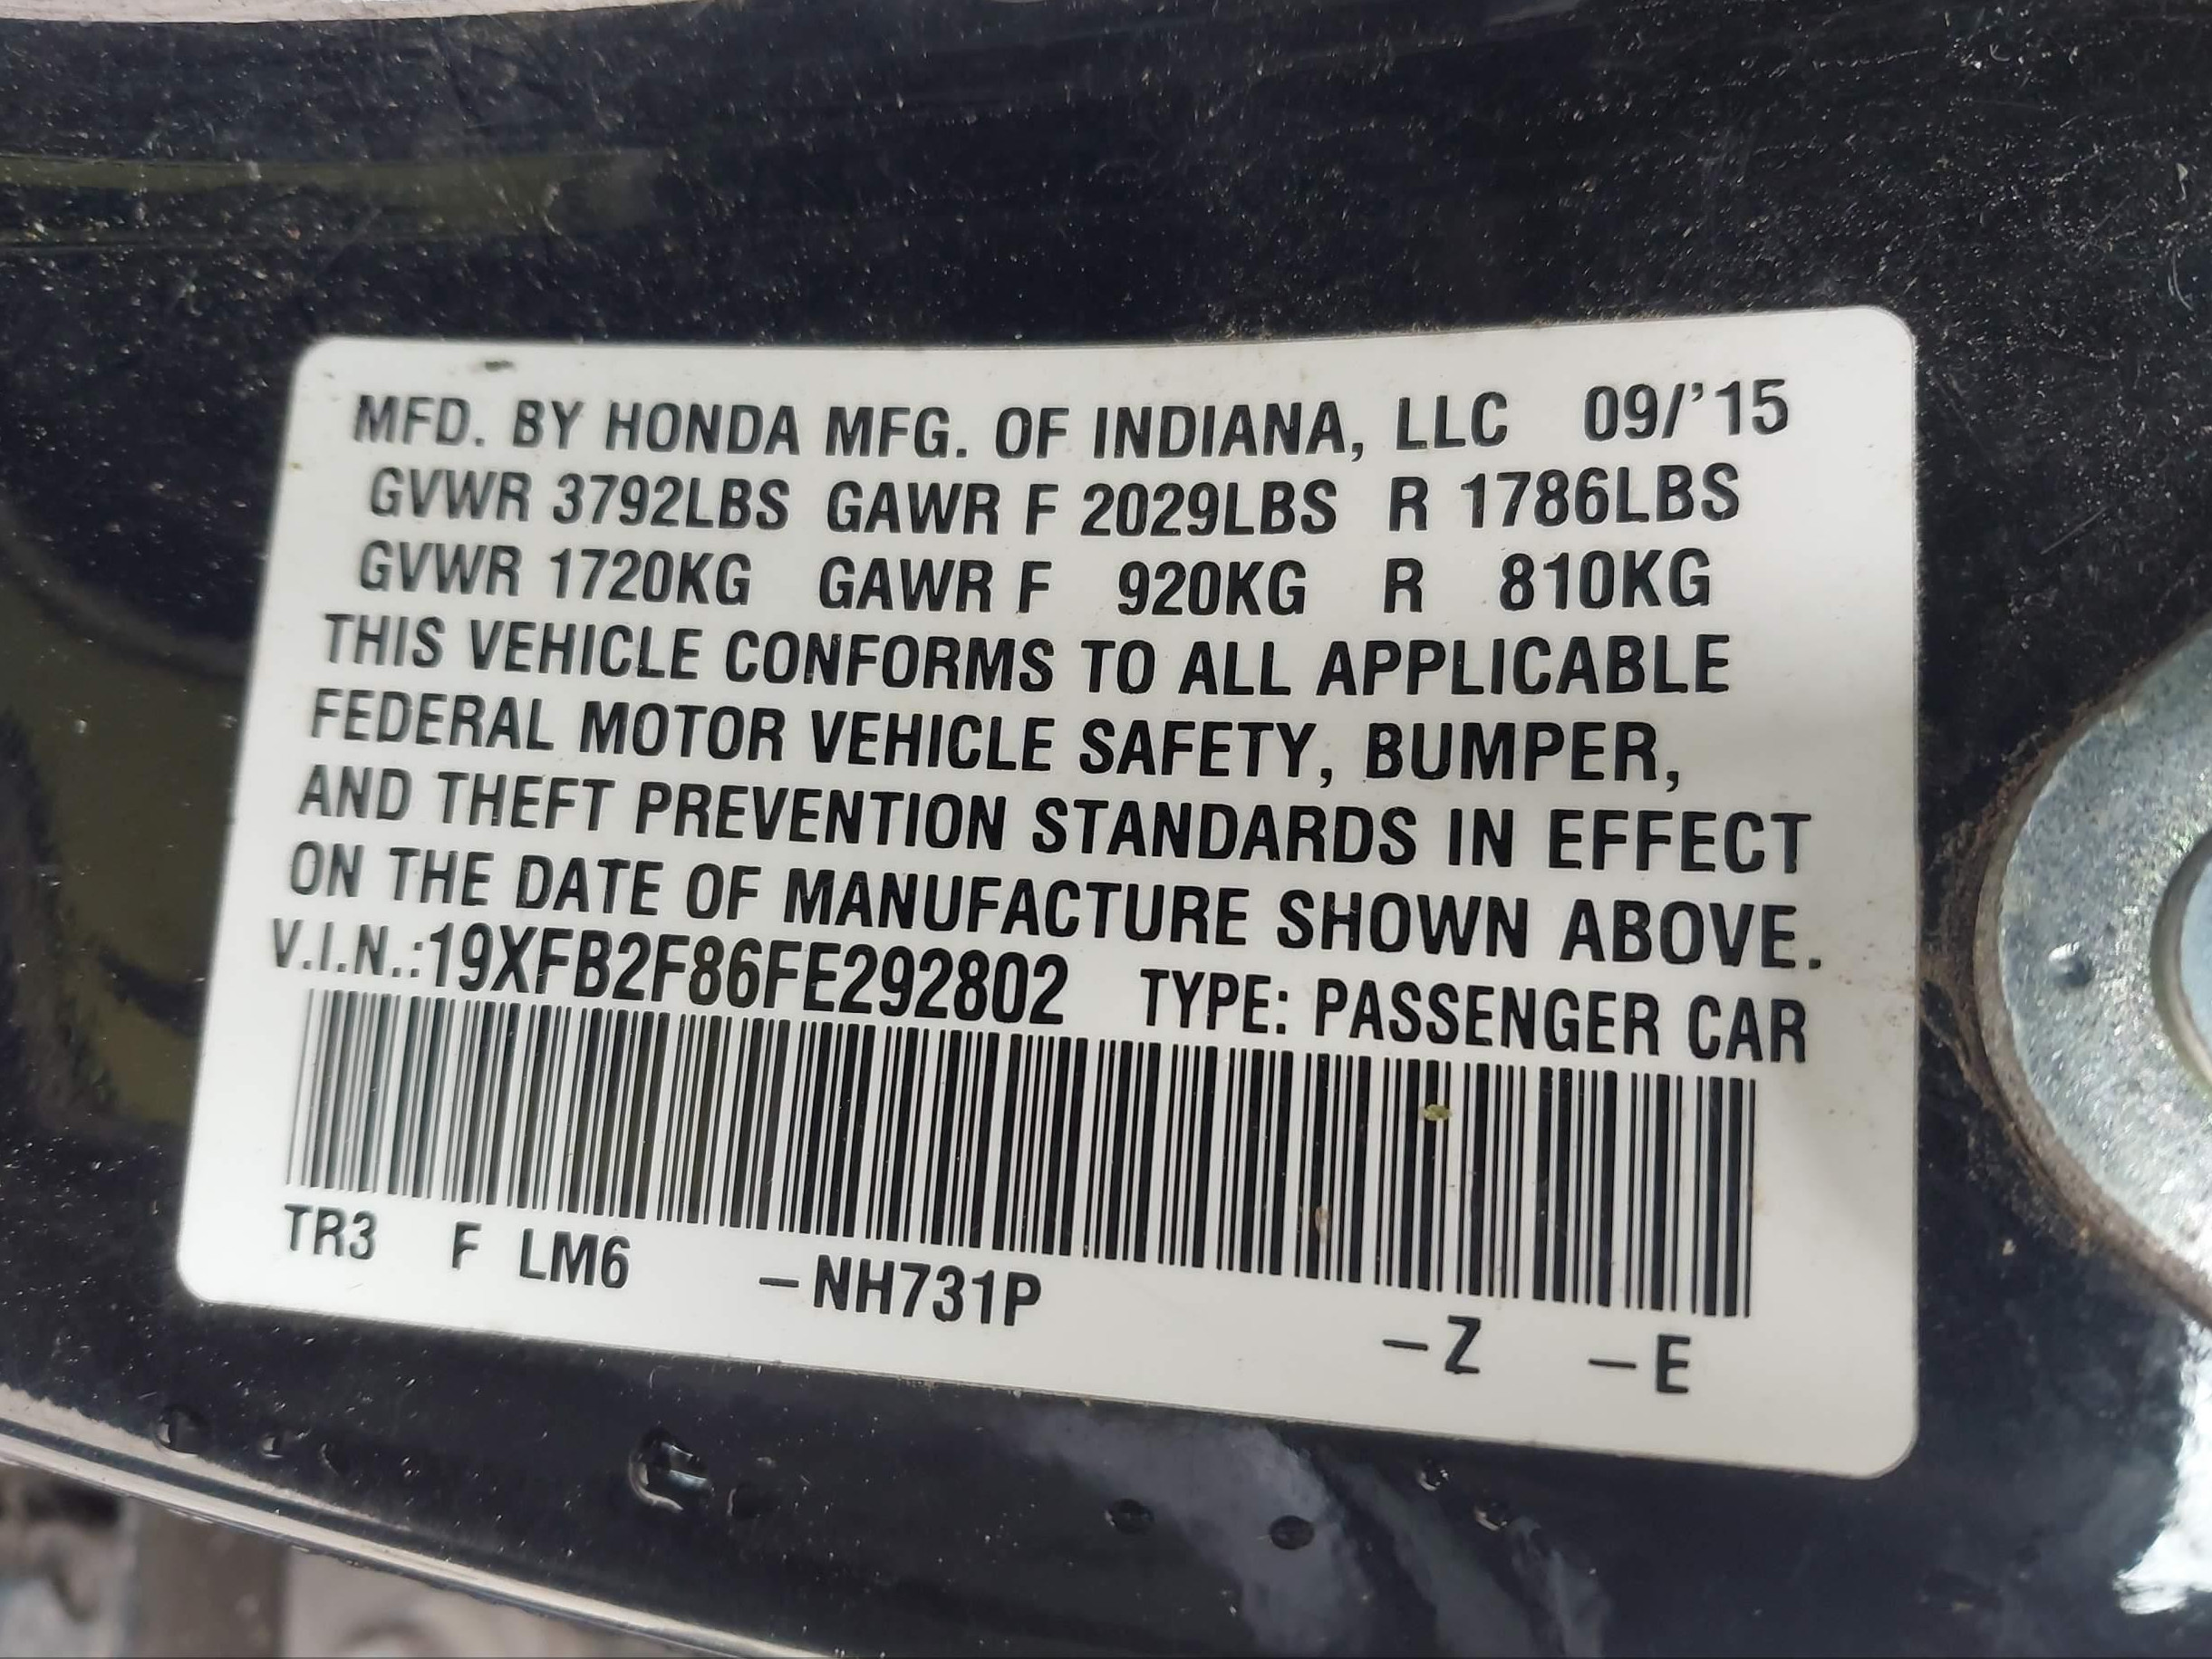 MFD. BY HONDA MFG. OF INDIANA, LLC 09/'15
GVWR 3792LBS GAWR F 2029LBS R 1786LBS
GVWR 1720KG GAWR F 920KG R 810KG
THIS VEHICLE CONFORMS TO ALL APPLICABLE
FEDERAL MOTOR VEHICLE SAFETY, BUMPER,
AND THEFT PREVENTION STANDARDS IN EFFECT
ON THE DATE OF MANUFACTURE SHOWN ABOVE.
V.I.N.:19XFB2F86FE292802 TYPE: PASSENGER CAR
TR3 F LM6 –NH731P –Z –E